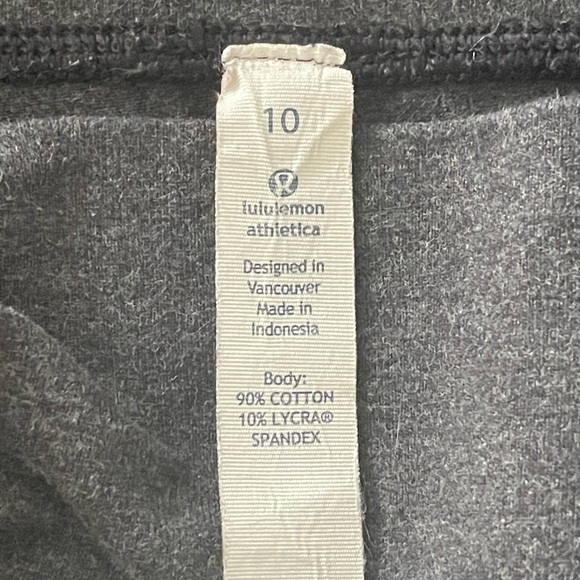 10
lululemon
athletica
Designed in
Vancouver
Made in
Indonesia
Body:
90% COTTON
10% LYCRA®
SPANDEX